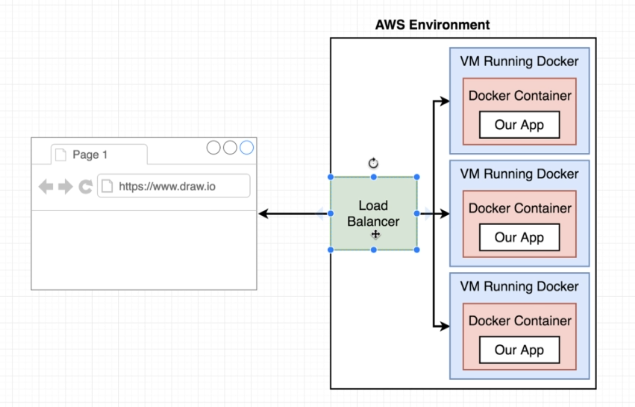 AWS Environment
VM Running Docker
Docker Container
Our App
Page 1
https://www.draw.io
Load
Balancer
VM Running Docker
Docker Container
Our App
VM Running Docker
Docker Container
Our App